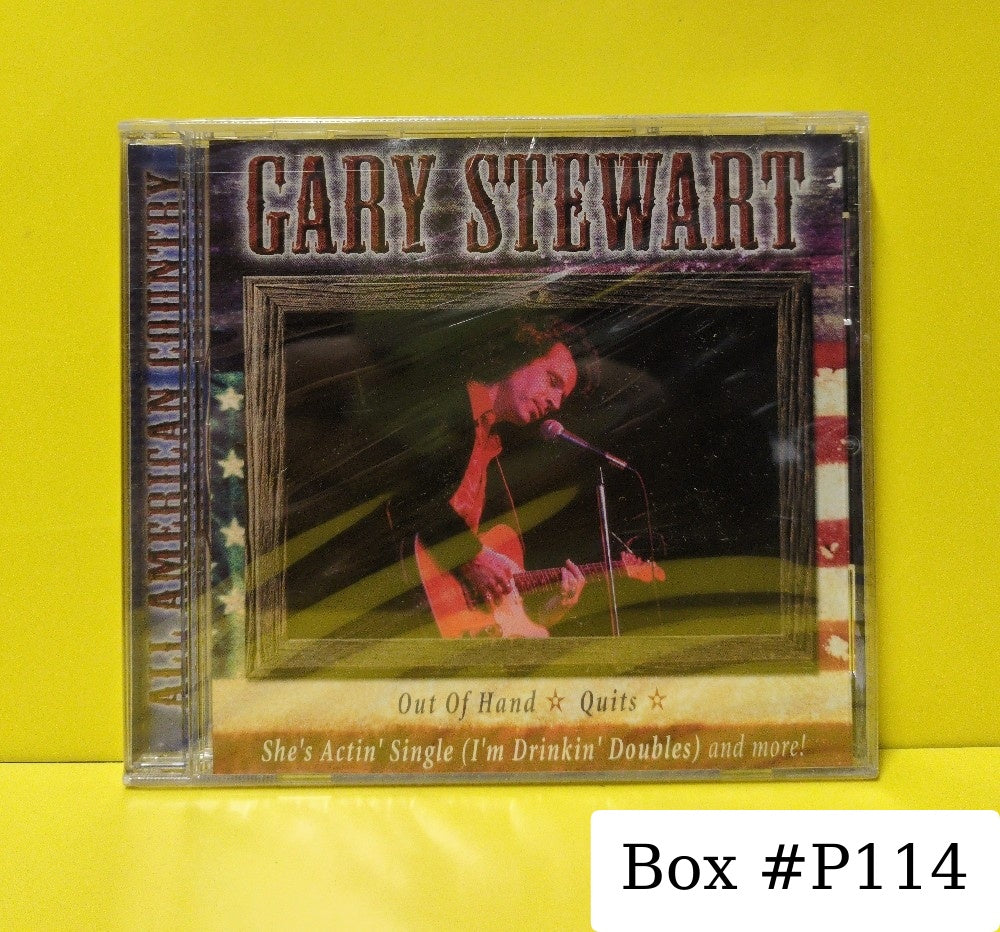 GARY STEWART
ALL AMERICAN COUNTRY
Out Of Hand ☆ Quits ☆
She's Actin' Single (I'm Drinkin' Doubles) and more!
Box #P114